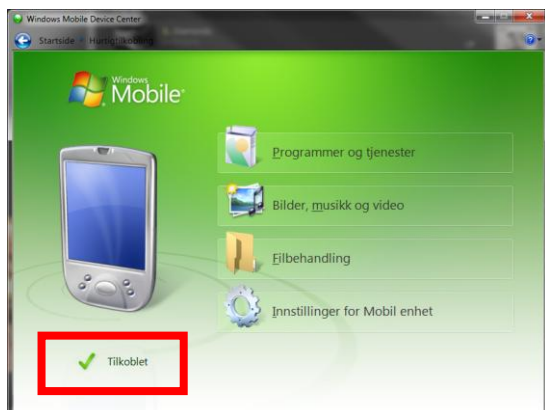 Windows Mobile Device Center
Startside Hurtigtilkobling
Windows
Mobile
Programmer og tjenester
Bilder, musikk og video
Filbehandling
Innstillinger for Mobil enhet
Tilkoblet